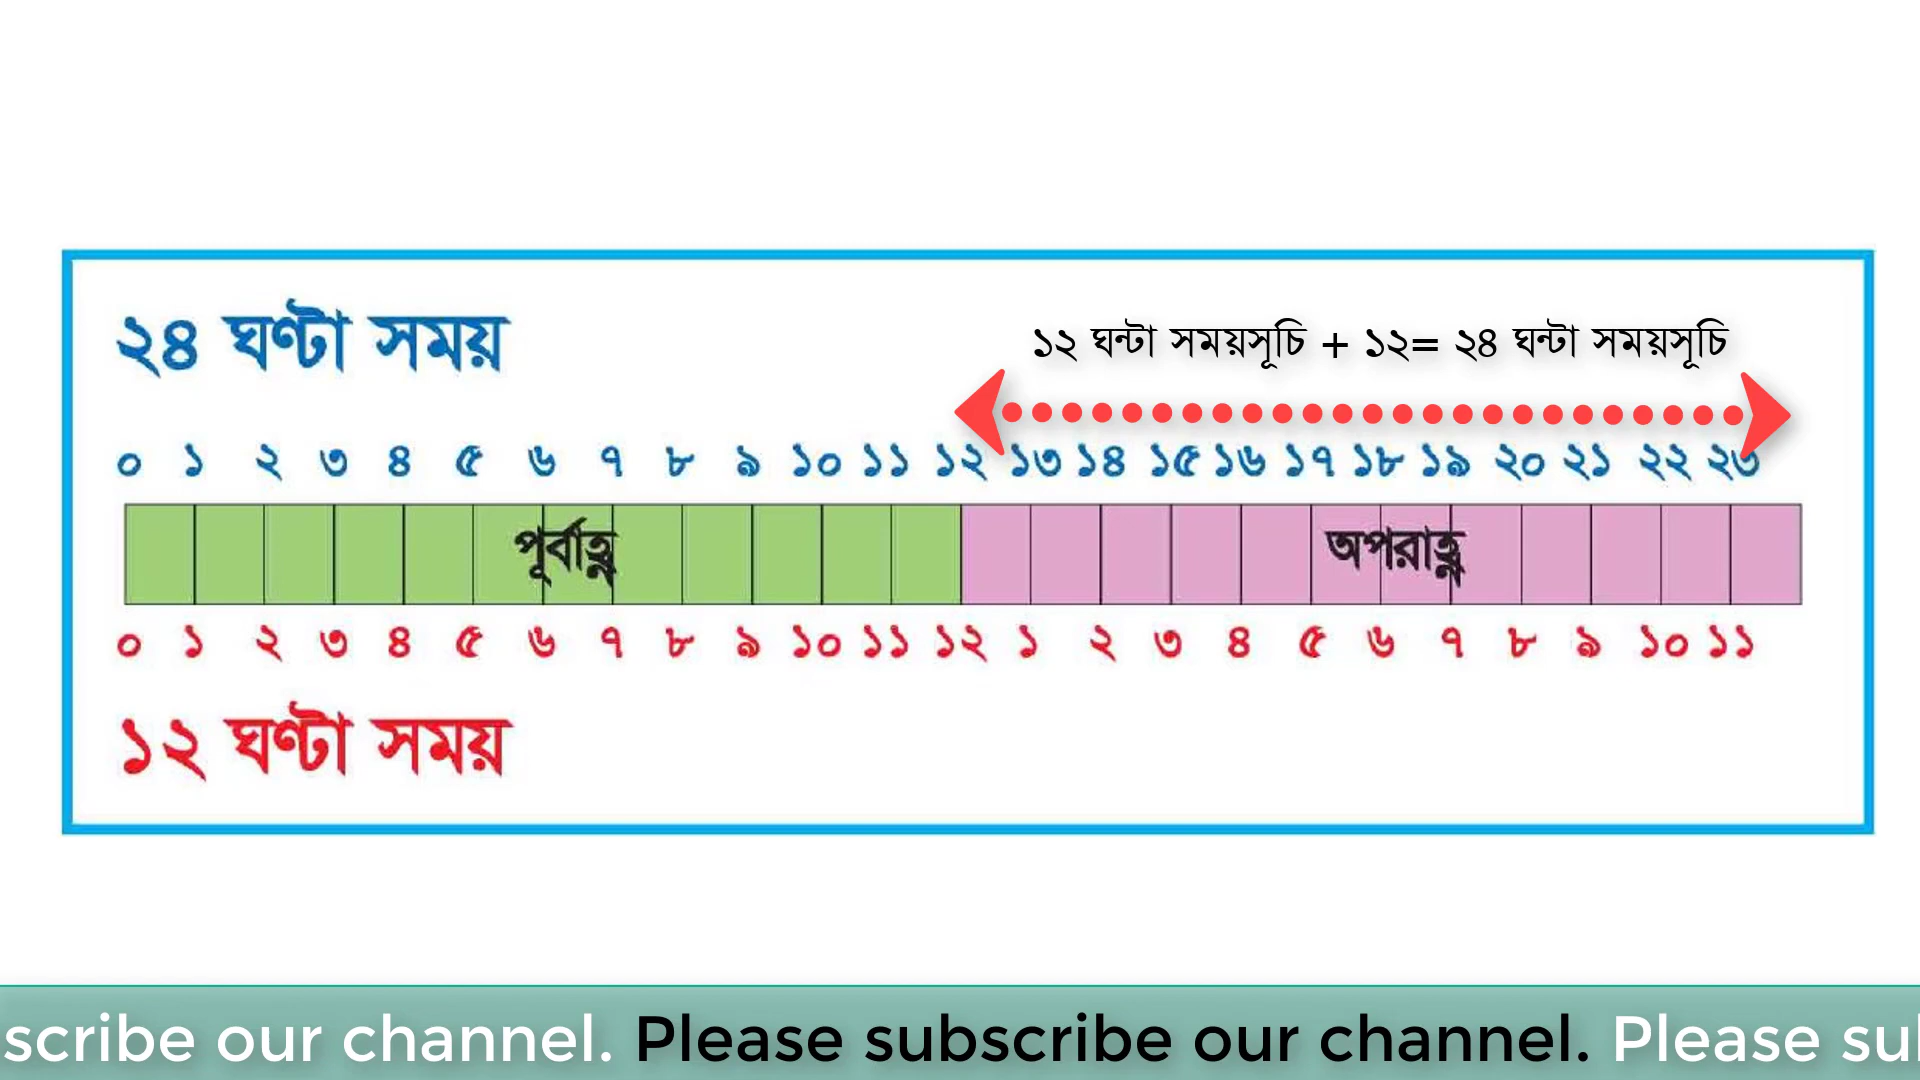 ২৪ ঘণ্টা সময়
১২ ঘন্টা সময়সূচি + ১২= ২৪ ঘন্টা সময়সূচি
০ ১ ২ ৩ ৪ ৫ ৬ ৭ ৮ ৯ ১০ ১১ ১২ ১৩ ১৪ ১৫ ১৬ ১৭ ১৮ ১৯ ২০ ২১ ২২ ২৩
পূর্বাহ্ণ অপরাহ্ণ
০ ১ ২ ৩ ৪ ৫ ৬ ৭ ৮ ৯ ১০ ১১ ১২ ১ ২ ৩ ৪ ৫ ৬ ৭ ৮ ৯ ১০ ১১
১২ ঘণ্টা সময়
scribe our channel. Please subscribe our channel. Please su